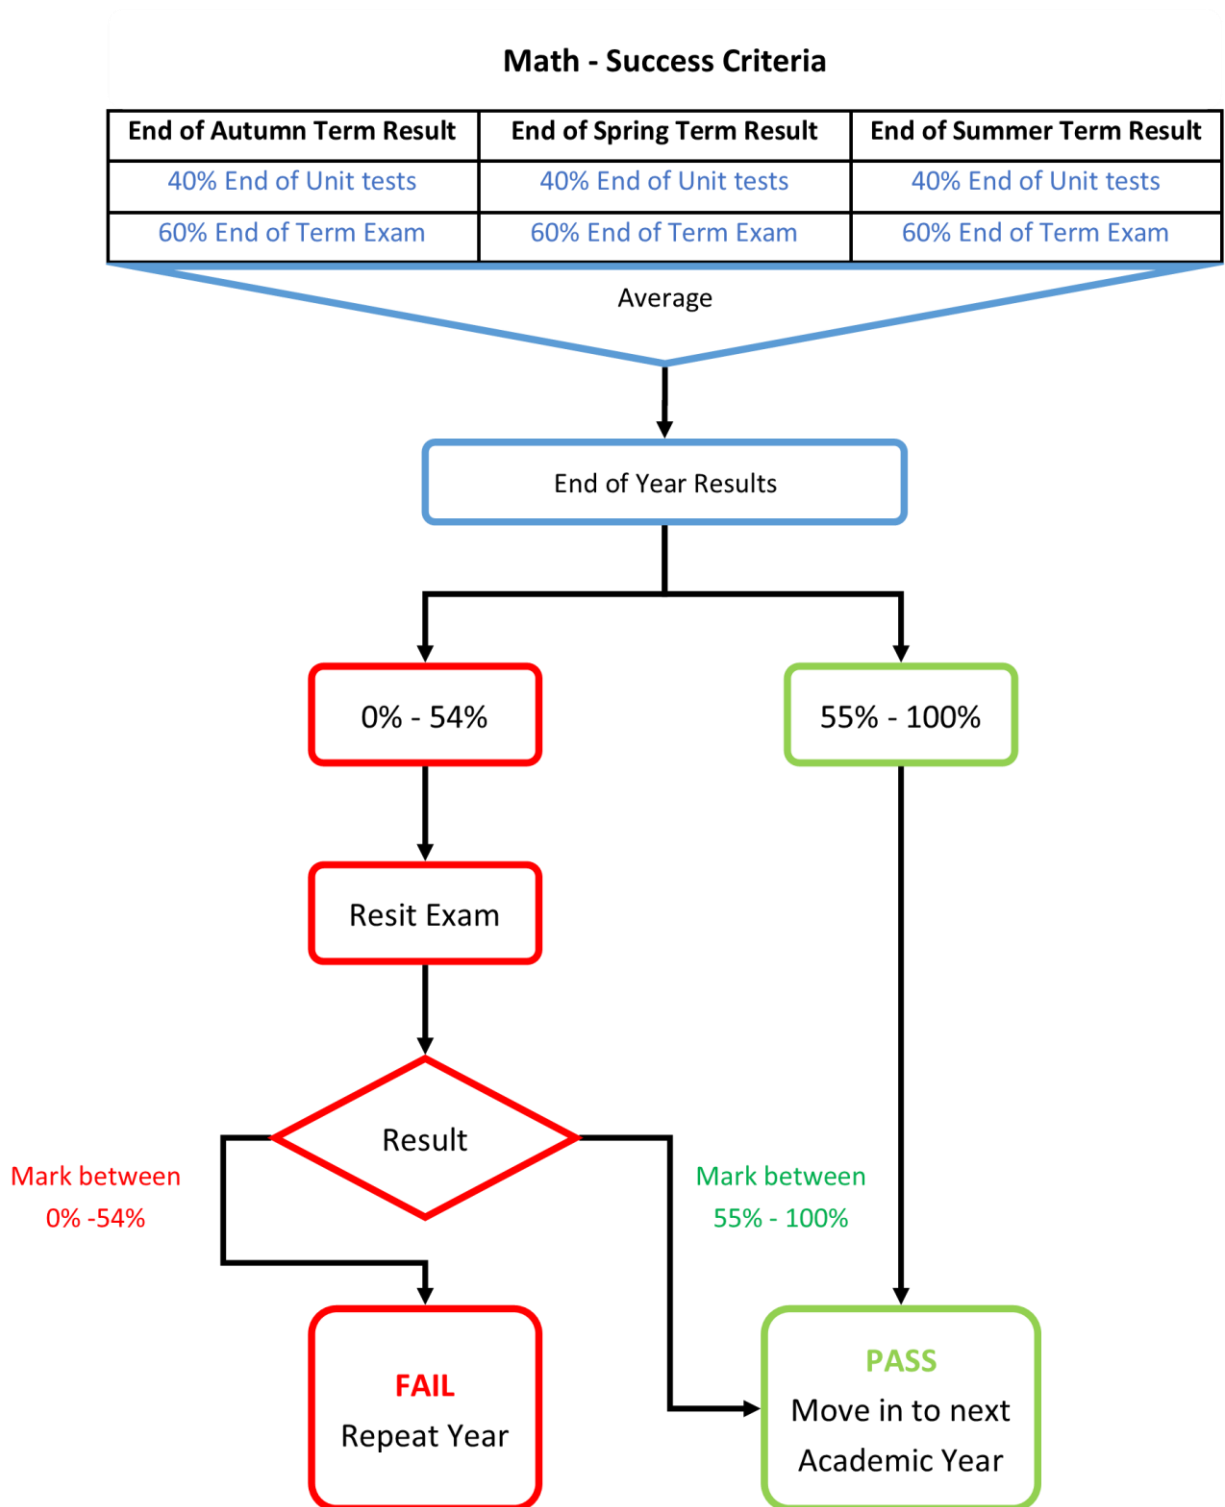 Math - Success Criteria
End of Autumn Term Result
End of Spring Term Result
End of Summer Term Result
40% End of Unit tests
40% End of Unit tests
40% End of Unit tests
60% End of Term Exam
60% End of Term Exam
60% End of Term Exam
Average
End of Year Results
0% - 54%
55% - 100%
Resit Exam
Result
Mark between
0% -54%
Mark between
55% - 100%
FAIL
Repeat Year
PASS
Move in to next
Academic Year